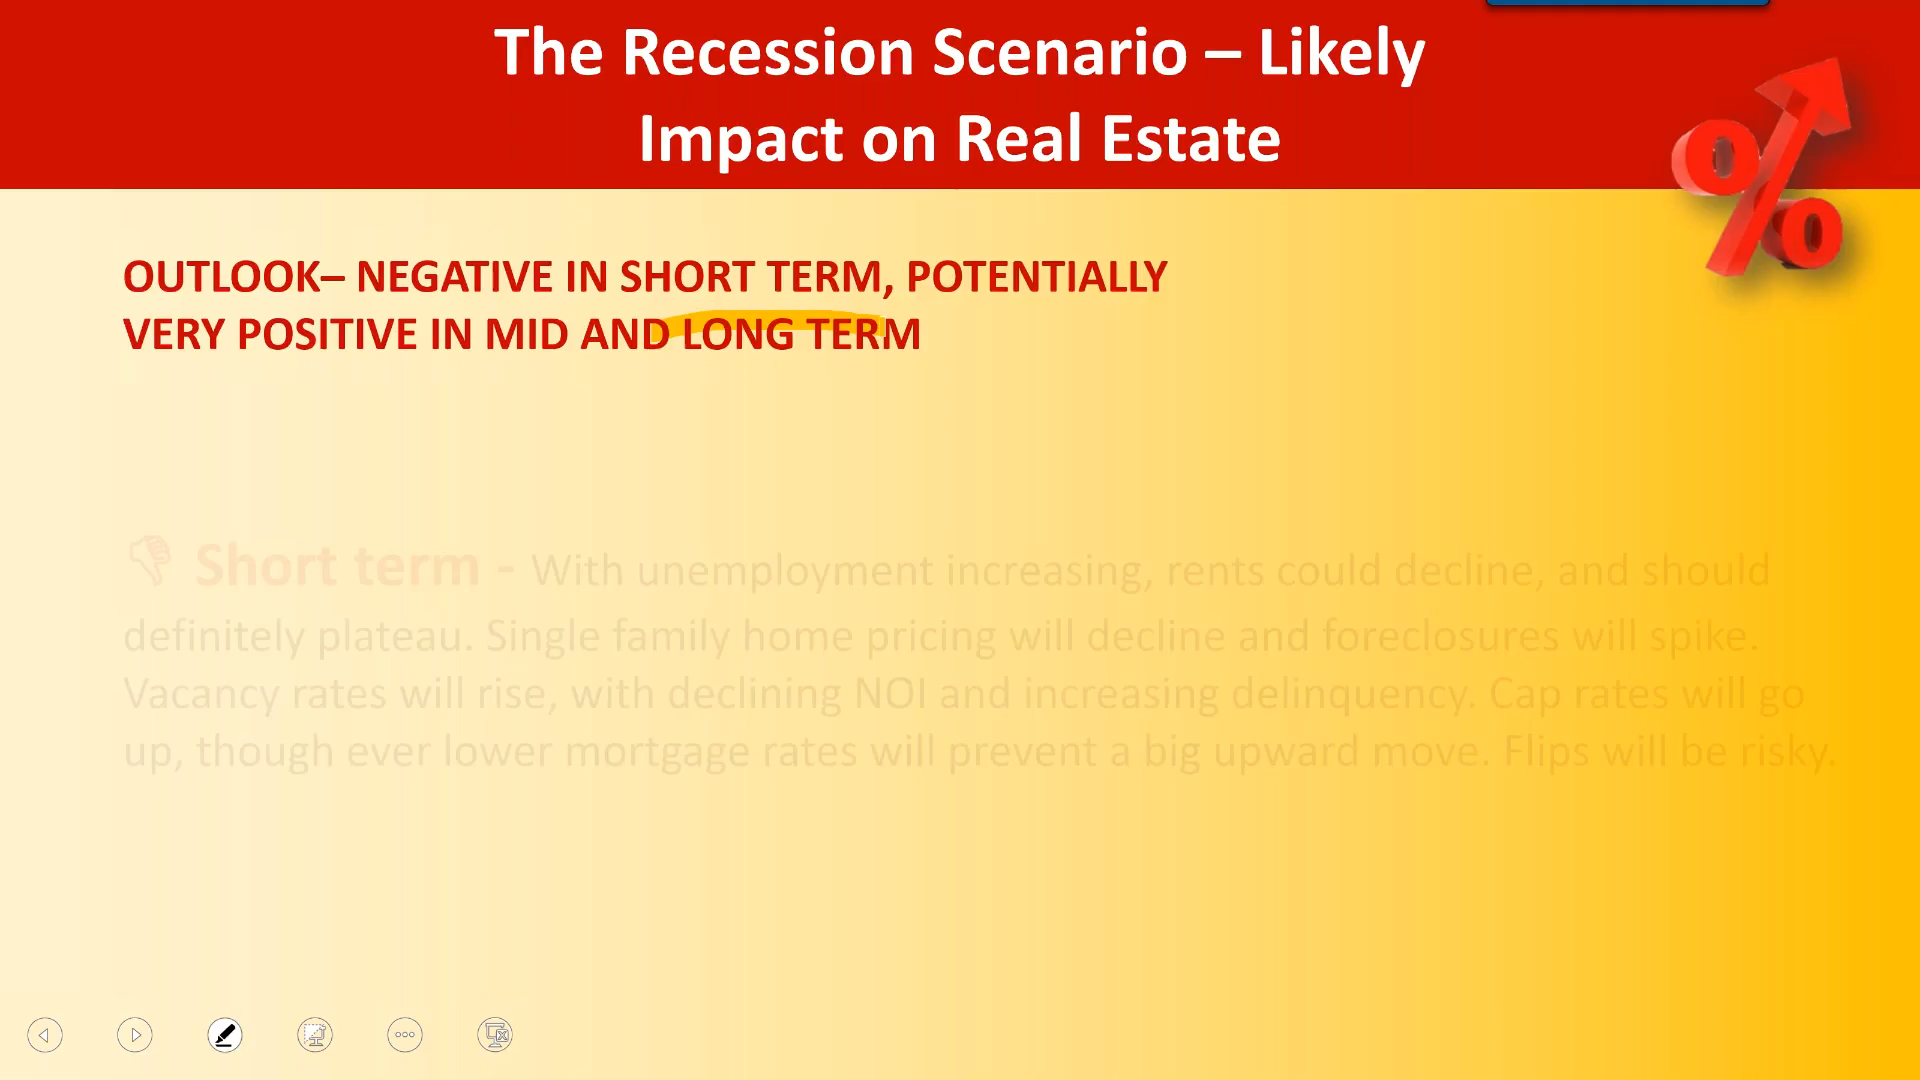 The Recession Scenario – Likely
Impact on Real Estate
%
OUTLOOK– NEGATIVE IN SHORT TERM, POTENTIALLY
VERY POSITIVE IN MID AND LONG TERM
Short term - With unemployment increasing, rents could decline, and should
definitely plateau. Single family home pricing will decline and foreclosures will spike.
Vacancy rates will rise, with declining NOI and increasing delinquency. Cap rates will go
up, though ever lower mortgage rates will prevent a big upward move. Flips will be risky.